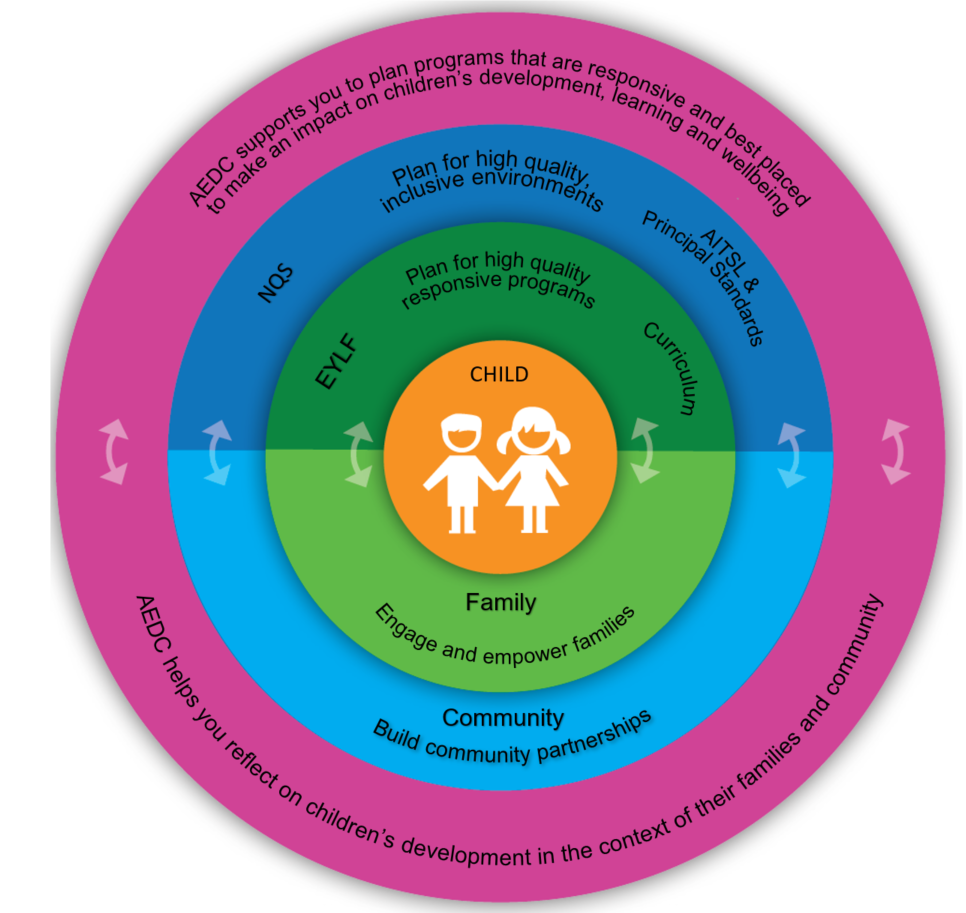 AEDC supports you to plan programs that are responsive and best placed
to make an impact on children's development, learning and wellbeing
Plan for high quality,
inclusive environments
NQS
AITSL &
Principal Standards
Plan for high quality
responsive programs
EYLF
Curriculum
CHILD
Family
Engage and empower families
Community
Build community partnerships
AEDC helps you reflect on children's development in the context of their families and community